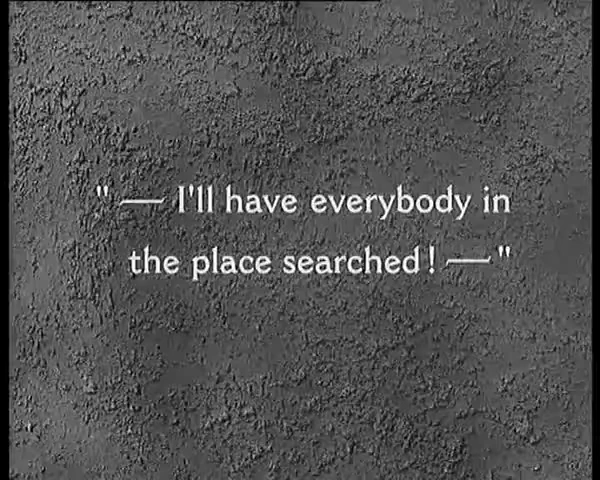 "— I'll have everybody in
the place searched! —"